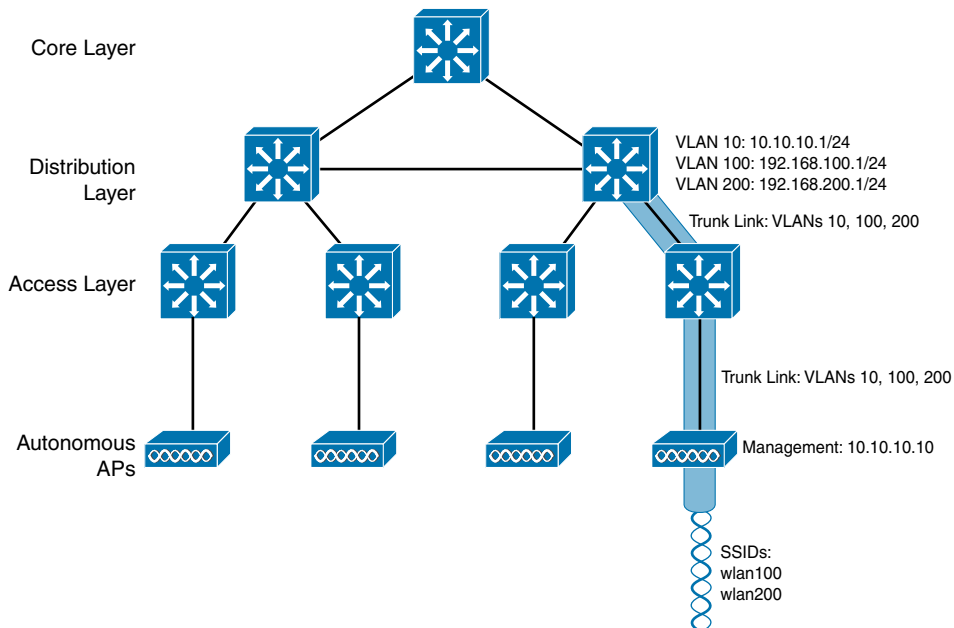 Core Layer
Distribution
Layer
VLAN 10: 10.10.10.1/24
VLAN 100: 192.168.100.1/24
VLAN 200: 192.168.200.1/24
Trunk Link: VLANs 10, 100, 200
Access Layer
Trunk Link: VLANs 10, 100, 200
Autonomous
APs
Management: 10.10.10.10
SSIDs:
wlan100
wlan200